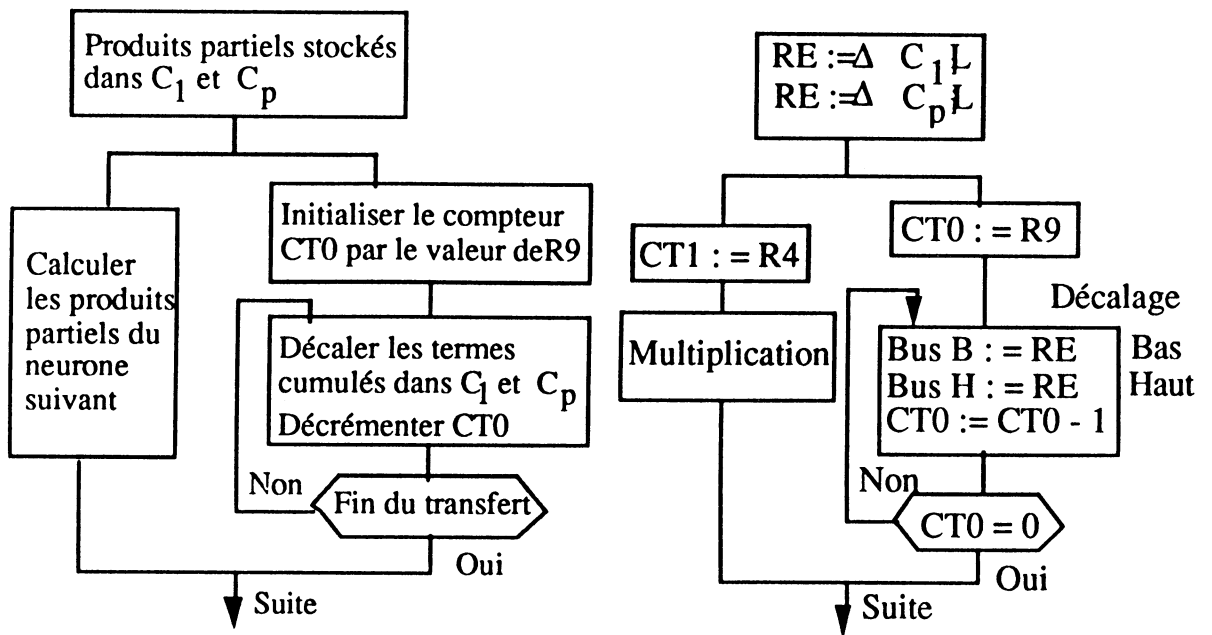 Produits partiels stockés
dans C₁ et Cₚ
Calculer
les produits
partiels du
neurone
suivant
Initialiser le compteur
CT0 par le valeur deR9
Décaler les termes
cumulés dans C₁ et Cₚ
Décrémenter CT0
Non
Fin du transfert
Oui
Suite
RE :=Δ C₁
RE :=Δ Cₚ
CT1 : = R4
Multiplication
CT0 : = R9
Décalage
Bus B : = RE
Bas
Bus H : = RE
Haut
CT0 := CT0 - 1
Non
CT0 = 0
Oui
Suite